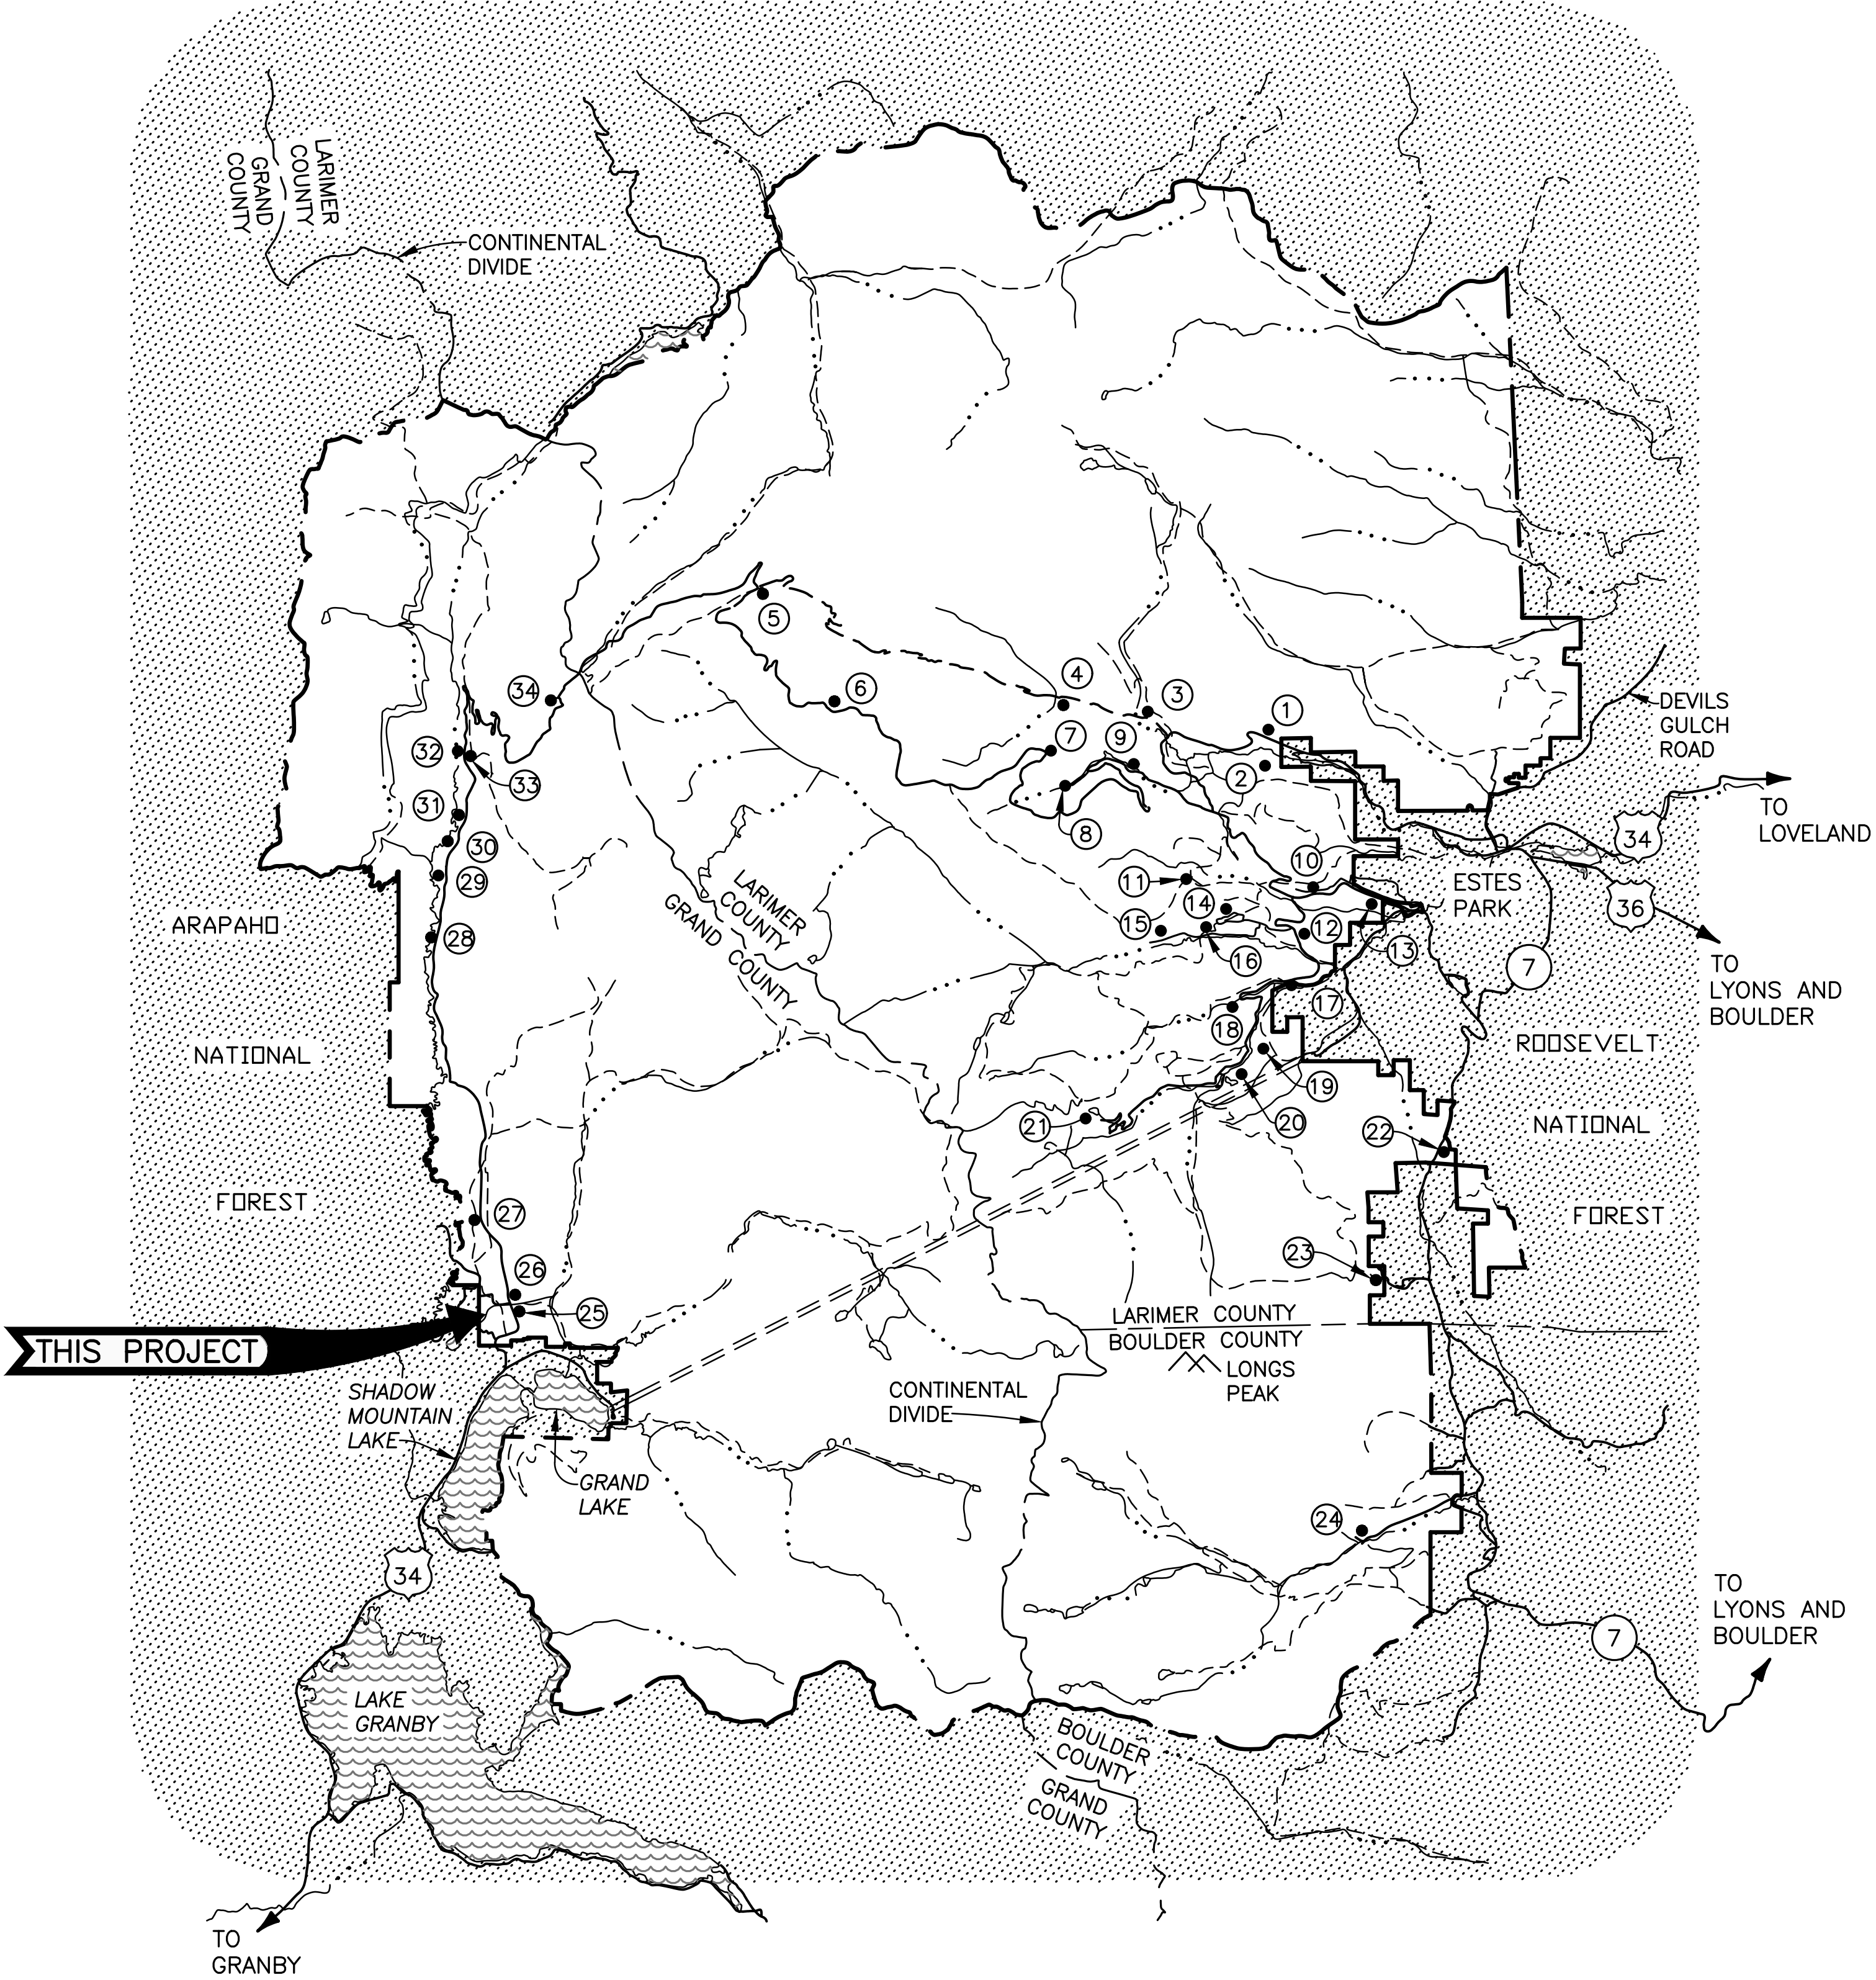 LARIMER
COUNTY
GRAND
COUNTY
CONTINENTAL
DIVIDE
5
4
34
6
3
1
DEVILS
GULCH
ROAD
7
9
32
2
33
TO
LOVELAND
31
8
34
30
10
29
11
ESTES
PARK
LARIMER
COUNTY
GRAND COUNTY
14
36
ARAPAHO
15
12
28
16
13
7
TO
LYONS AND
BOULDER
17
18
NATIONAL
ROOSEVELT
19
20
21
22
NATIONAL
FOREST
27
FOREST
23
26
25
LARIMER COUNTY
BOULDER COUNTY
THIS PROJECT
LONGS
PEAK
SHADOW
MOUNTAIN
LAKE
CONTINENTAL
DIVIDE
GRAND
LAKE
24
34
TO
LYONS AND
BOULDER
7
LAKE
GRANBY
BOULDER
COUNTY
GRAND
COUNTY
TO
GRANBY